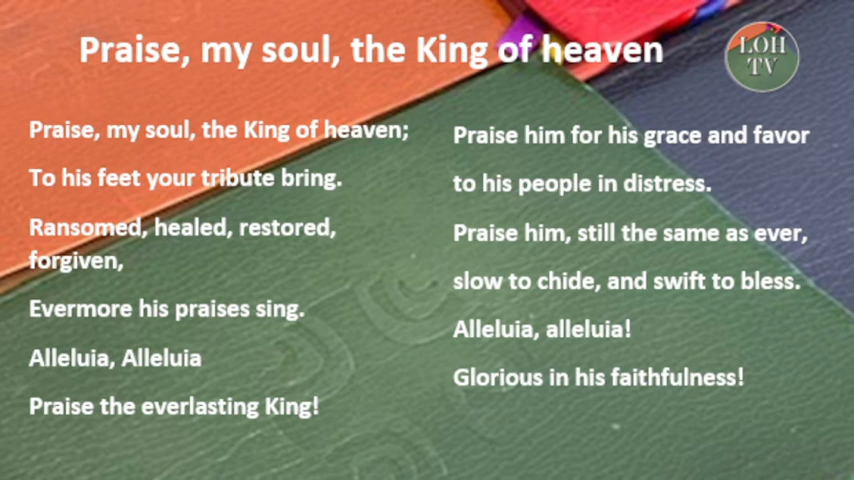 Praise, my soul, the King of heaven
LOH
TV
Praise, my soul, the King of heaven;
To his feet your tribute bring.
Ransomed, healed, restored,
forgiven,
Evermore his praises sing.
Alleluia, Alleluia
Praise the everlasting King!
Praise him for his grace and favor
to his people in distress.
Praise him, still the same as ever,
slow to chide, and swift to bless.
Alleluia, alleluia!
Glorious in his faithfulness!